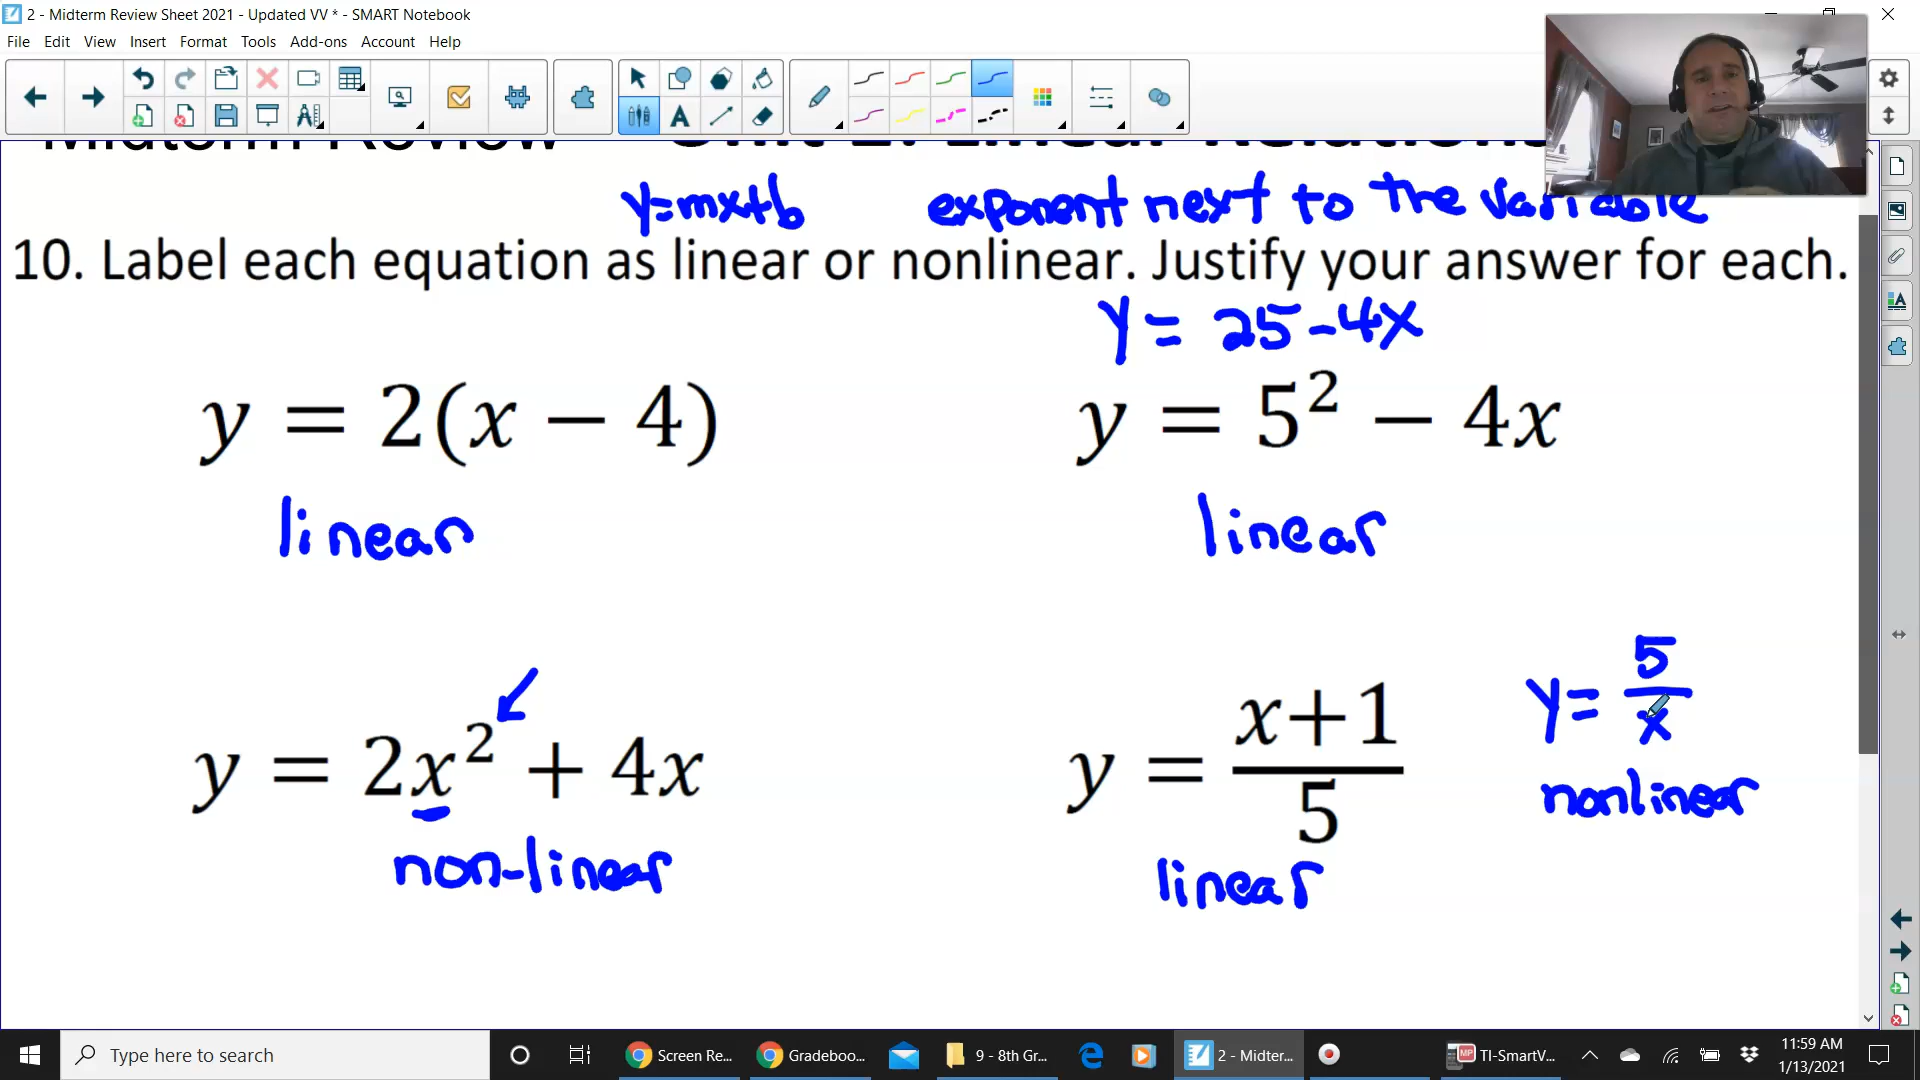 2 - Midterm Review Sheet 2021 - Updated VV * - SMART Notebook
File Edit View Insert Format Tools Add-ons Account Help
y=mx+b exponent next to the variable
10. Label each equation as linear or nonlinear. Justify your answer for each.
y = 25-4x
y = 2(x − 4) y = 5² − 4x
linear linear
y = 2x² + 4x y = x+1/5 y = 5/x
nonlinear
non-linear linear
Type here to search Screen Re... Gradeboo... 9 - 8th Gr... 2 - Midter... TI-SmartV... 11:59 AM
1/13/2021